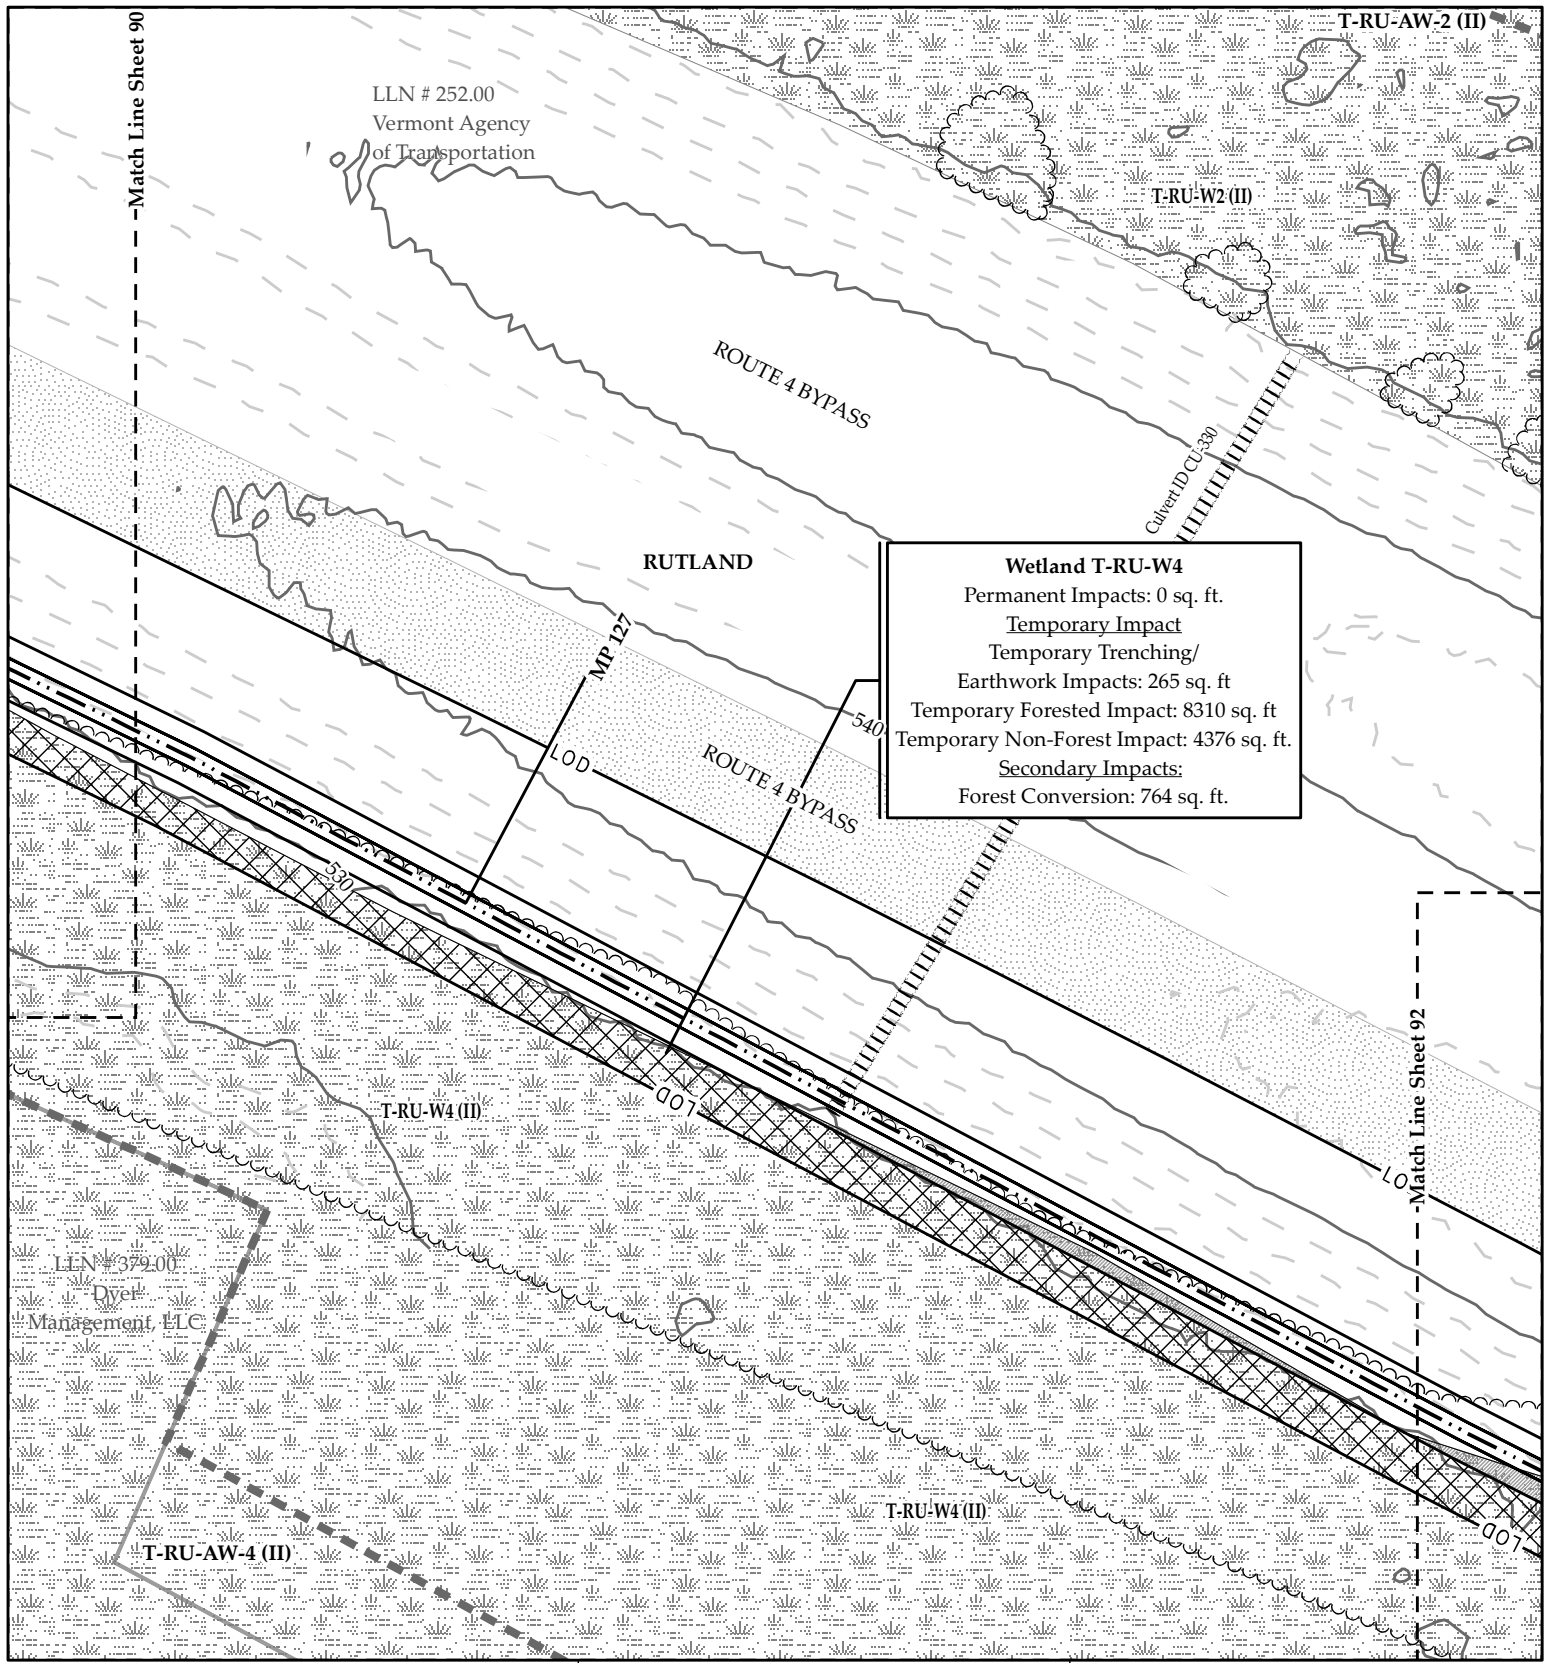 T-RU-AW-2 (II)
Match Line Sheet 90
LLN # 252.00
Vermont Agency
of Transportation
T-RU-W2 (II)
ROUTE 4 BYPASS
Culvert ID CU-330
RUTLAND
Wetland T-RU-W4
Permanent Impacts: 0 sq. ft.
Temporary Impact
Temporary Trenching/
Earthwork Impacts: 265 sq. ft
Temporary Forested Impact: 8310 sq. ft
Temporary Non-Forest Impact: 4376 sq. ft.
Secondary Impacts:
Forest Conversion: 764 sq. ft.
MP 127
540
LOD
ROUTE 4 BYPASS
530
LOD
Match Line Sheet 92
T-RU-W4 (II)
LO
LLN # 379.00
Dyer
Management, LLC
T-RU-W4 (II)
LOD
T-RU-AW-4 (II)